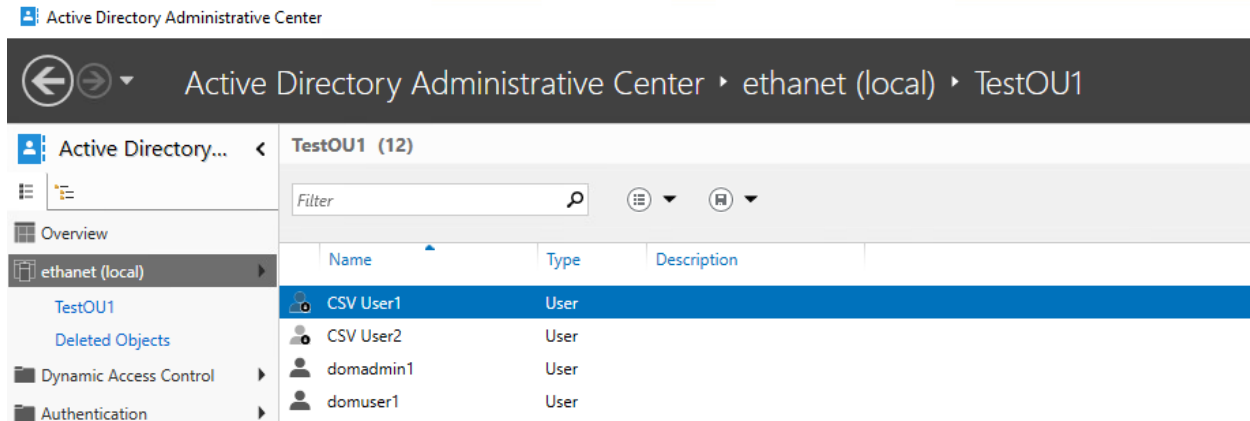 Active Directory Administrative Center
Active Directory Administrative Center ‣ ethanet (local) ‣ TestOU1
Active Directory...
TestOU1 (12)
Filter
Overview
ethanet (local)
TestOU1
Deleted Objects
Dynamic Access Control
Authentication
Name Type Description
CSV User1 User
CSV User2 User
domadmin1 User
domuser1 User